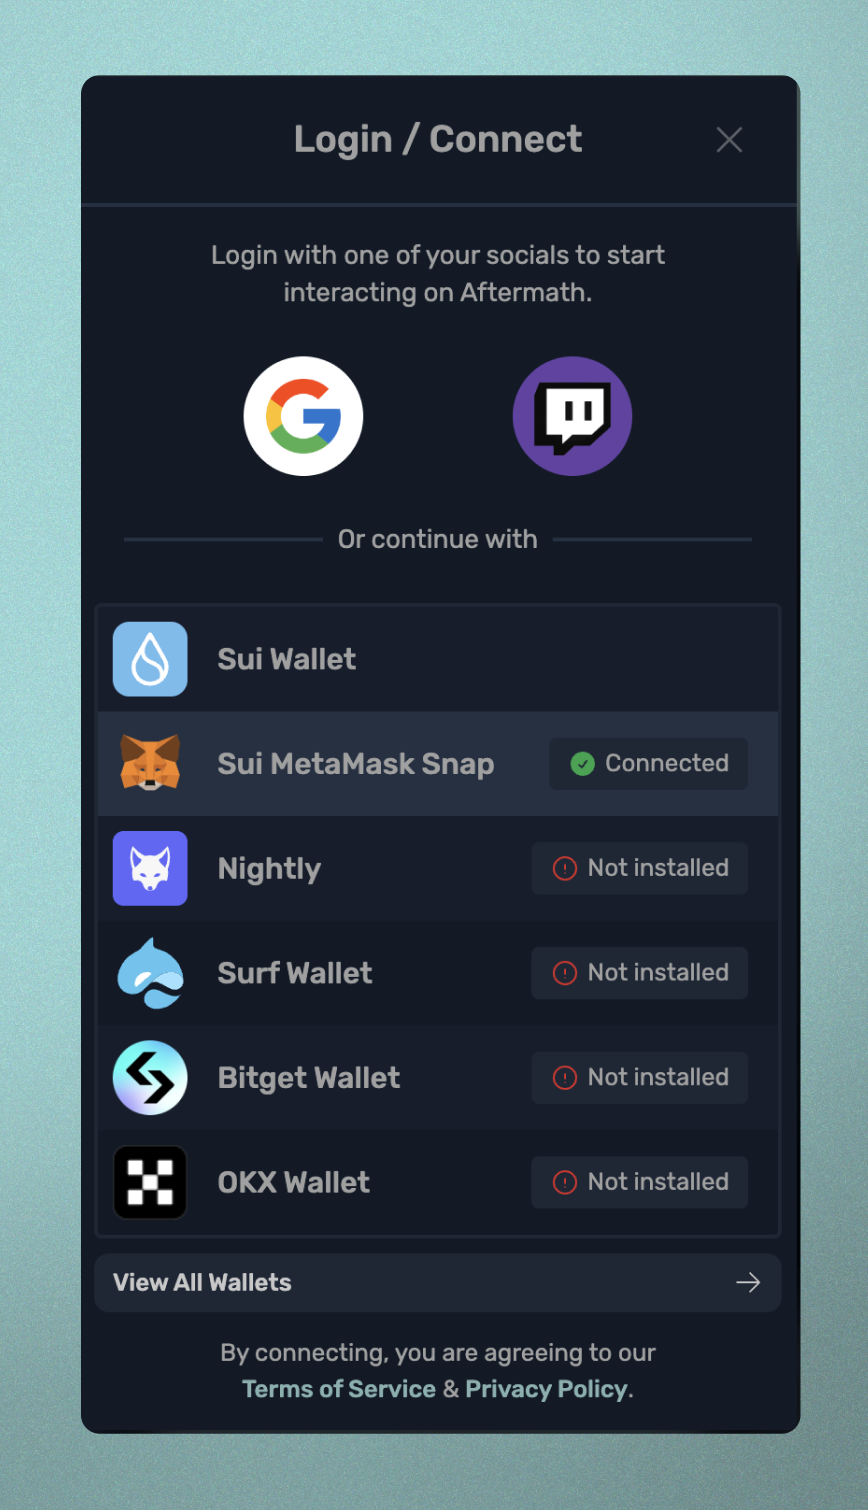 Login / Connect
Login with one of your socials to start
interacting on Aftermath.
Or continue with
Sui Wallet
Sui MetaMask Snap
Connected
Nightly
Not installed
Surf Wallet
Not installed
Bitget Wallet
Not installed
OKX Wallet
Not installed
View All Wallets
By connecting, you are agreeing to our
Terms of Service & Privacy Policy.